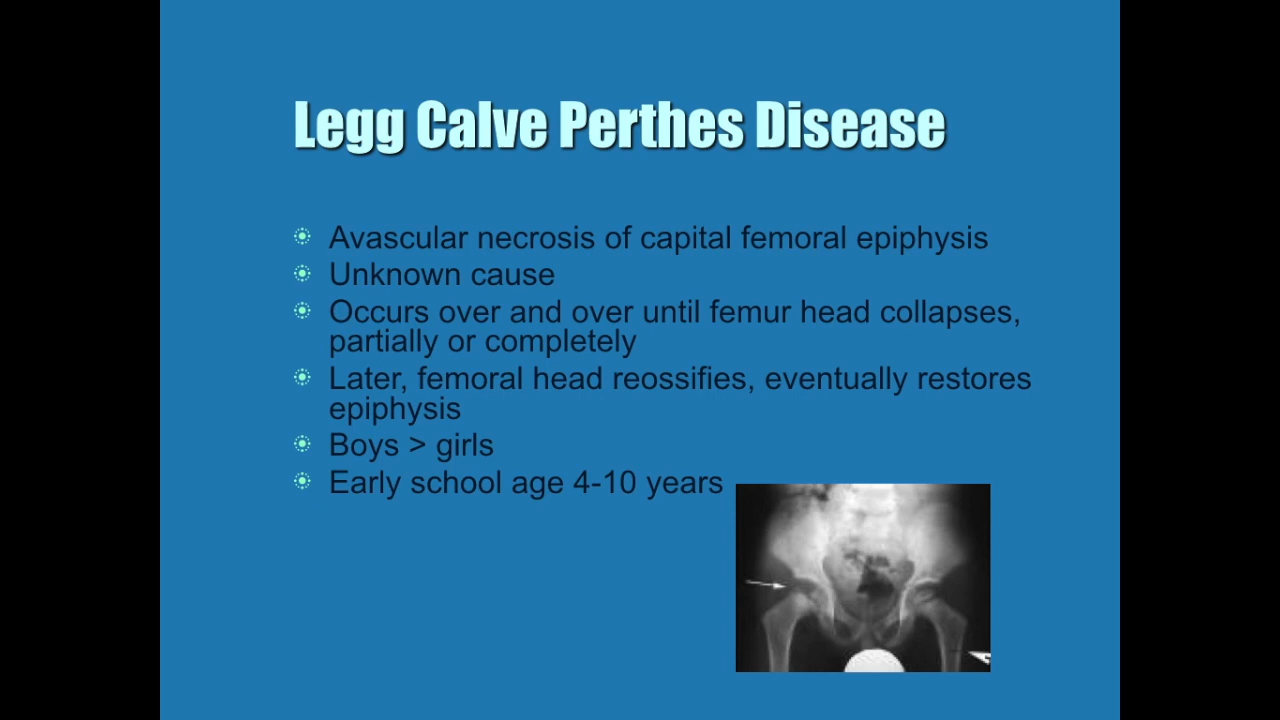 Legg Calve Perthes Disease
Avascular necrosis of capital femoral epiphysis
Unknown cause
Occurs over and over until femur head collapses,
partially or completely
Later, femoral head reossifies, eventually restores
epiphysis
Boys > girls
Early school age 4-10 years